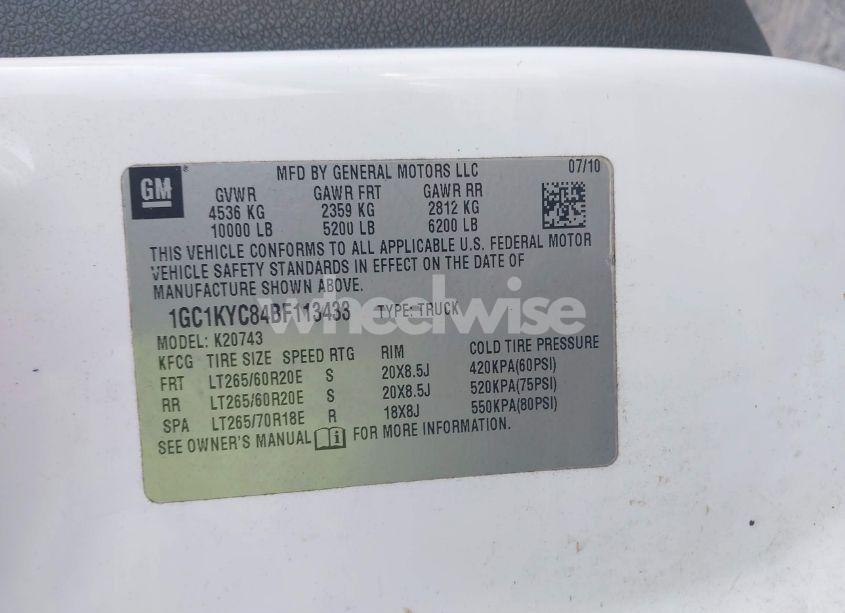 GM
MFD BY GENERAL MOTORS LLC 07/10
GVWR GAWR FRT GAWR RR
4536 KG 2359 KG 2812 KG
10000 LB 5200 LB 6200 LB
THIS VEHICLE CONFORMS TO ALL APPLICABLE U.S. FEDERAL MOTOR
VEHICLE SAFETY STANDARDS IN EFFECT ON THE DATE OF
MANUFACTURE SHOWN ABOVE.
wheelwise
1GC1KYC84BF113433 TYPE: TRUCK
MODEL: K20743
KFCG TIRE SIZE SPEED RTG RIM COLD TIRE PRESSURE
FRT LT265/60R20E S 20X8.5J 420KPA(60PSI)
RR LT265/60R20E S 20X8.5J 520KPA(75PSI)
SPA LT265/70R18E R 18X8J 550KPA(80PSI)
SEE OWNER'S MANUAL FOR MORE INFORMATION.